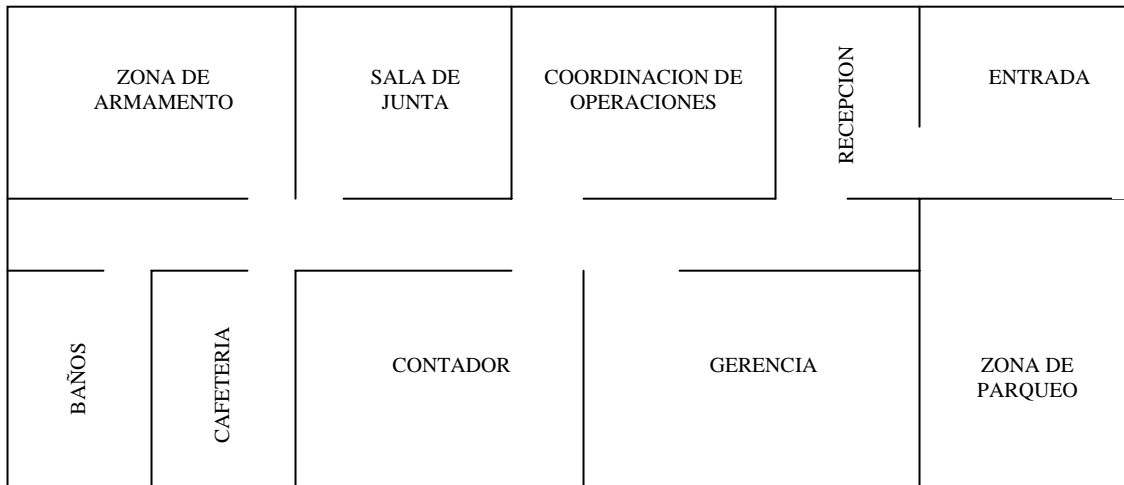 ZONA DE
ARMAMENTO
SALA DE
JUNTA
COORDINACION DE
OPERACIONES
RECEPCION
ENTRADA
BAÑOS
CAFETERIA
CONTADOR
GERENCIA
ZONA DE
PARQUEO